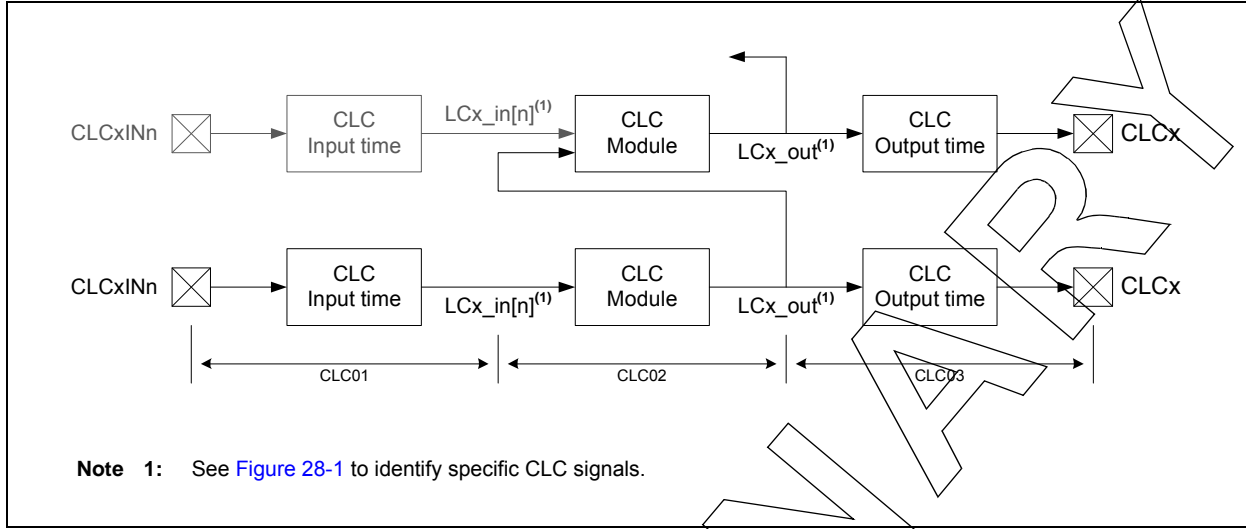 CLCxINn
CLC
Input time
LCx_in[n](1)
CLC
Module
LCx_out(1)
CLC
Output time
CLCx
CLCxINn
CLC
Input time
LCx_in[n](1)
CLC
Module
LCx_out(1)
CLC
Output time
CLCx
CLC01
CLC02
CLC03
Note 1: See Figure 28-1 to identify specific CLC signals.
ARY